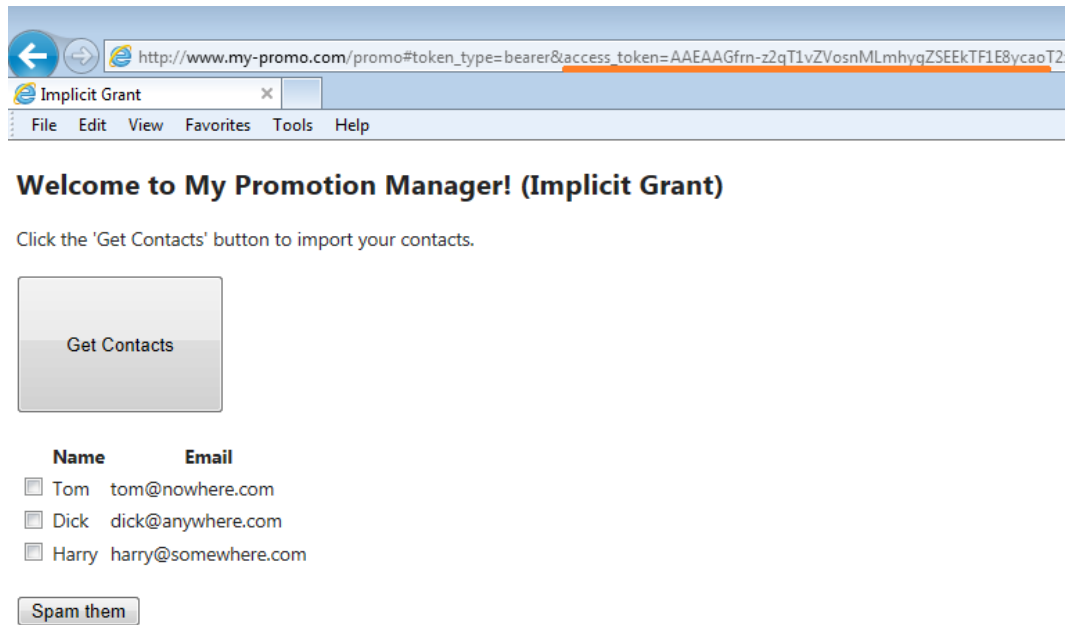 http://www.my-promo.com/promo#token_type=bearer&access_token=AAEAAGfrn-z2qT1vZVosnMLmhyqZSEEkTF1E8ycaoT2
Implicit Grant
File Edit View Favorites Tools Help
Welcome to My Promotion Manager! (Implicit Grant)
Click the 'Get Contacts' button to import your contacts.
Get Contacts
Name Email
Tom tom@nowhere.com
Dick dick@anywhere.com
Harry harry@somewhere.com
Spam them